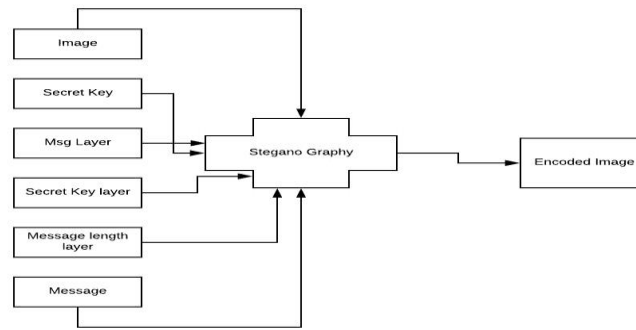 Image
Secret Key
Msg Layer
Secret Key layer
Message length
layer
Message
Stegano Graphy
Encoded Image